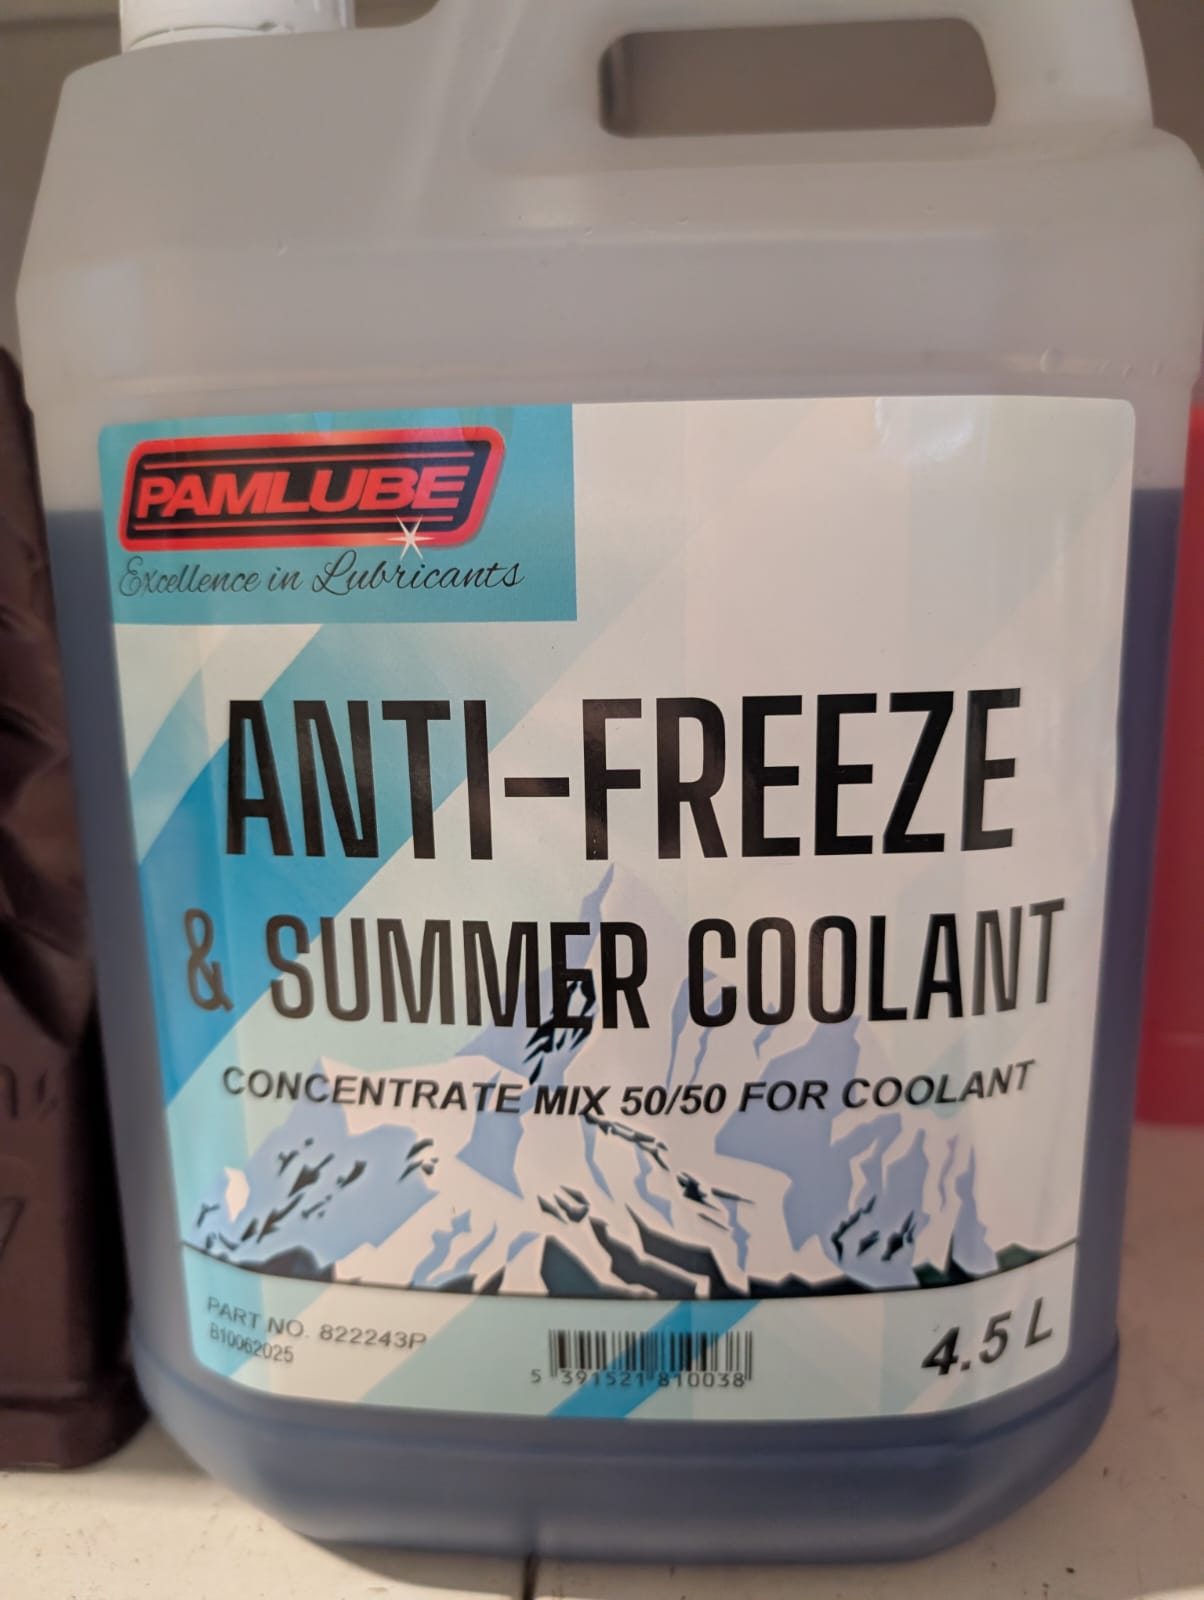 PAMLUBE
Excellence in Lubricants
ANTI-FREEZE
& SUMMER COOLANT
CONCENTRATE MIX 50/50 FOR COOLANT
PART NO. 822243P
B10062025
5 391521 810038
4.5 L